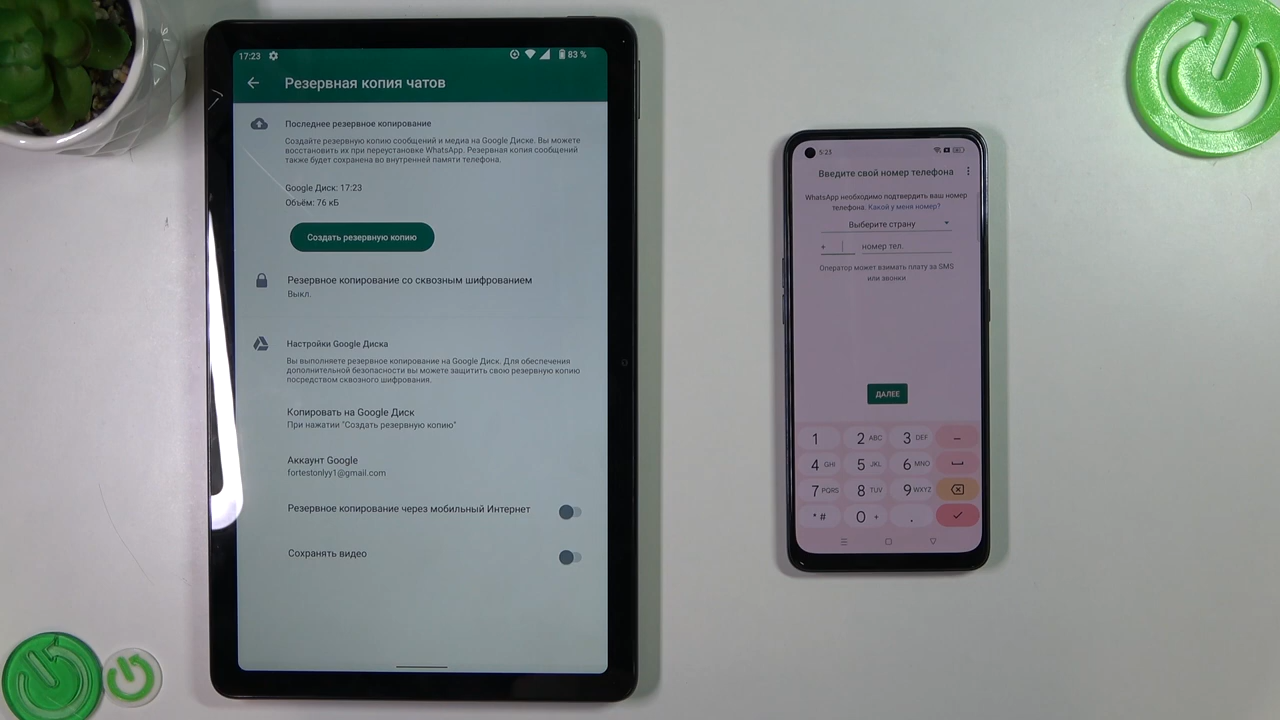 17:23
83 %
Резервная копия чатов
Последнее резервное копирование
Создайте резервную копию сообщений и медиа на Google Диске. Вы можете
восстановить их при переустановке WhatsApp. Резервная копия сообщений
также будет сохранена во внутренней памяти телефона.
Google Диск: 17:23
Объём: 76 кБ
Создать резервную копию
Резервное копирование со сквозным шифрованием
Выкл.
Настройки Google Диска
Вы выполняете резервное копирование на Google Диск. Для обеспечения
дополнительной безопасности вы можете защитить свою резервную копию
посредством сквозного шифрования.
Копировать на Google Диск
При нажатии "Создать резервную копию"
Аккаунт Google
fortestonlyy1@gmail.com
Резервное копирование через мобильный Интернет
Сохранять видео
5:23
Введите свой номер телефона
WhatsApp необходимо подтвердить ваш номер
телефона. Какой у меня номер?
Выберите страну
+ номер тел.
Оператор может взимать плату за SMS
или звонки
ДАЛЕЕ
1 2 ABC 3 DEF –
4 GHI 5 JKL 6 MNO
7 PQRS 8 TUV 9 WXYZ
* # 0 + .